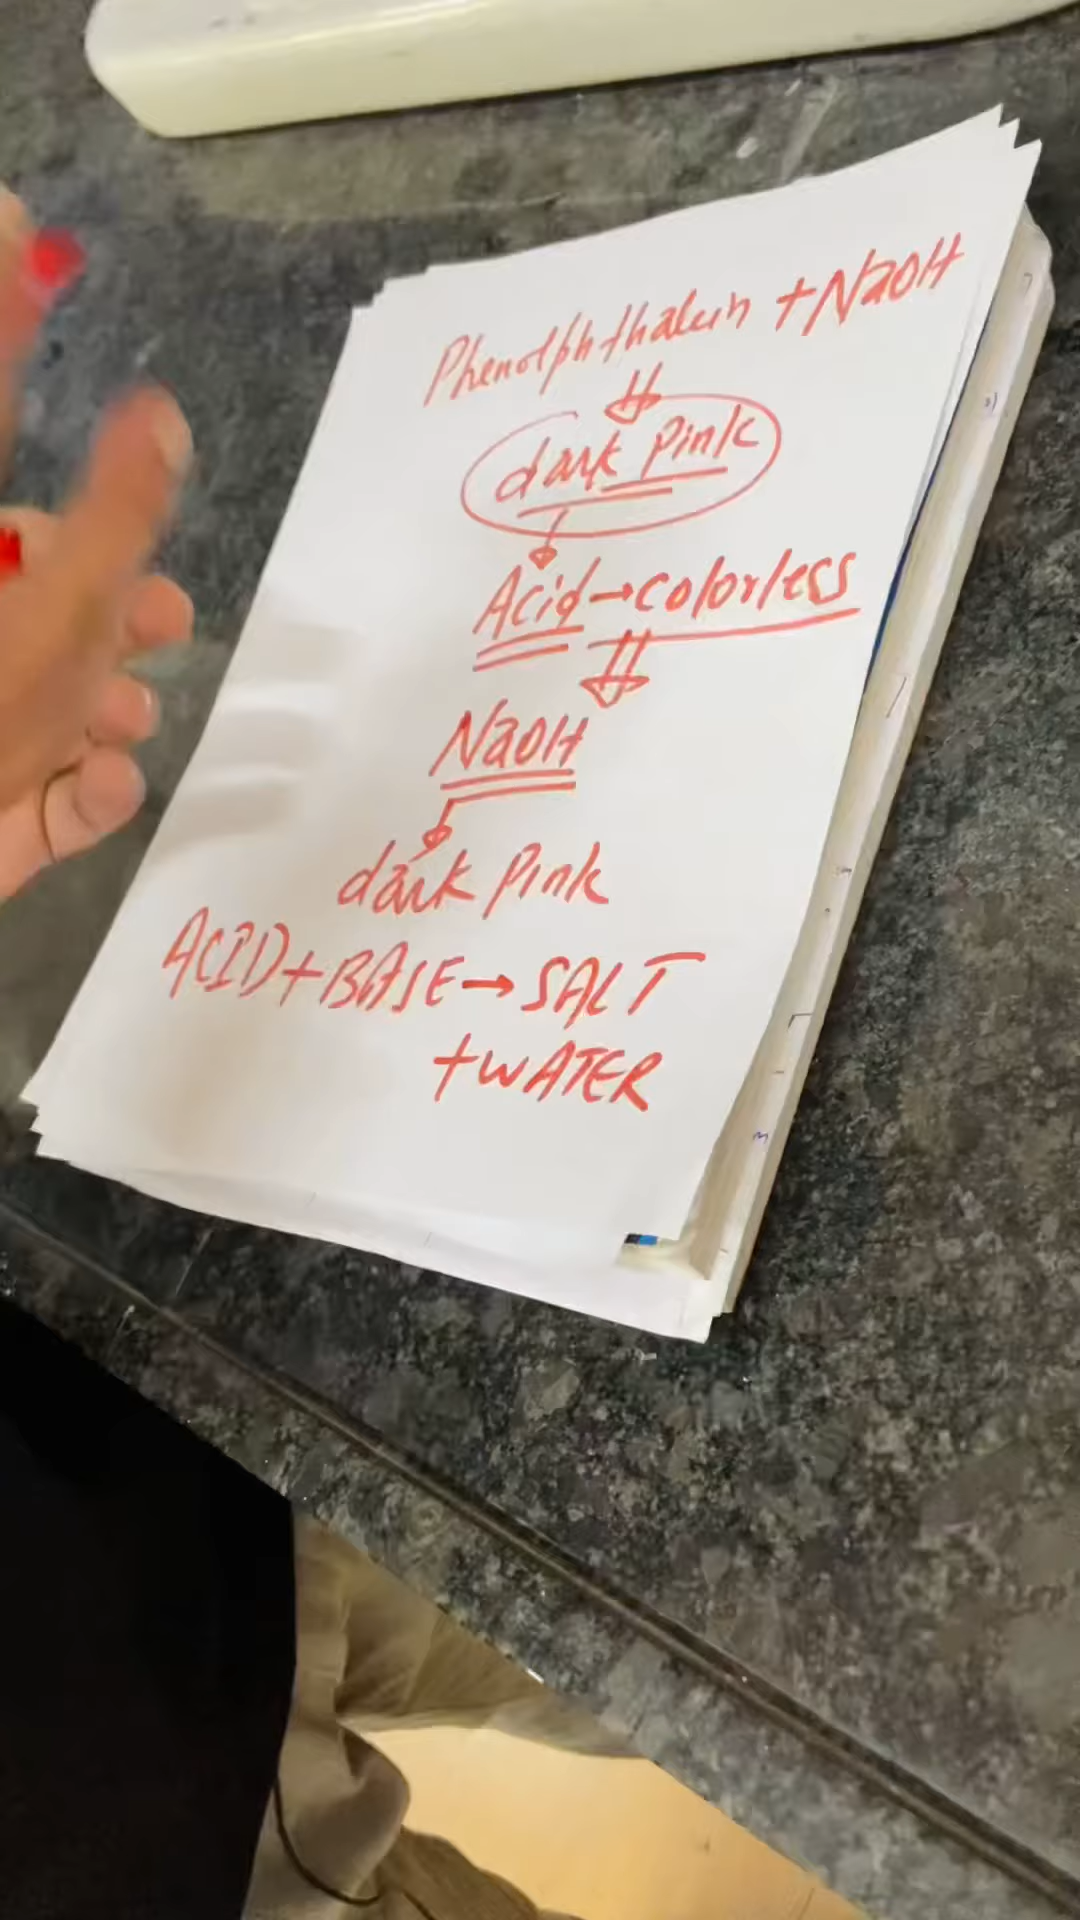 Phenolphthalein + NaOH
dark pink
Acid → colorless
NaOH
dark pink
ACID + BASE → SALT
+ WATER